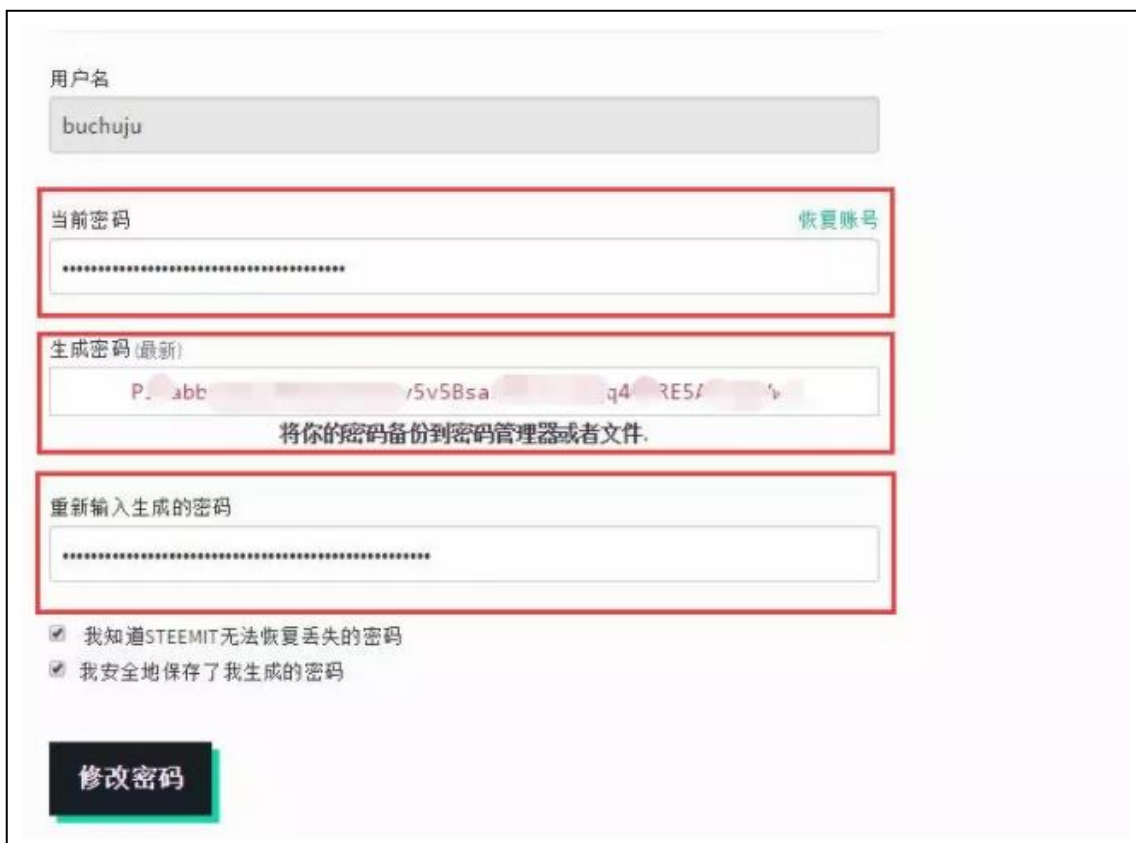 用户名
buchuju
当前密码 恢复账号
生成密码(最新)
将你的密码备份到密码管理器或者文件.
重新输入生成的密码
我知道STEEMIT无法恢复丢失的密码
我安全地保存了我生成的密码
修改密码